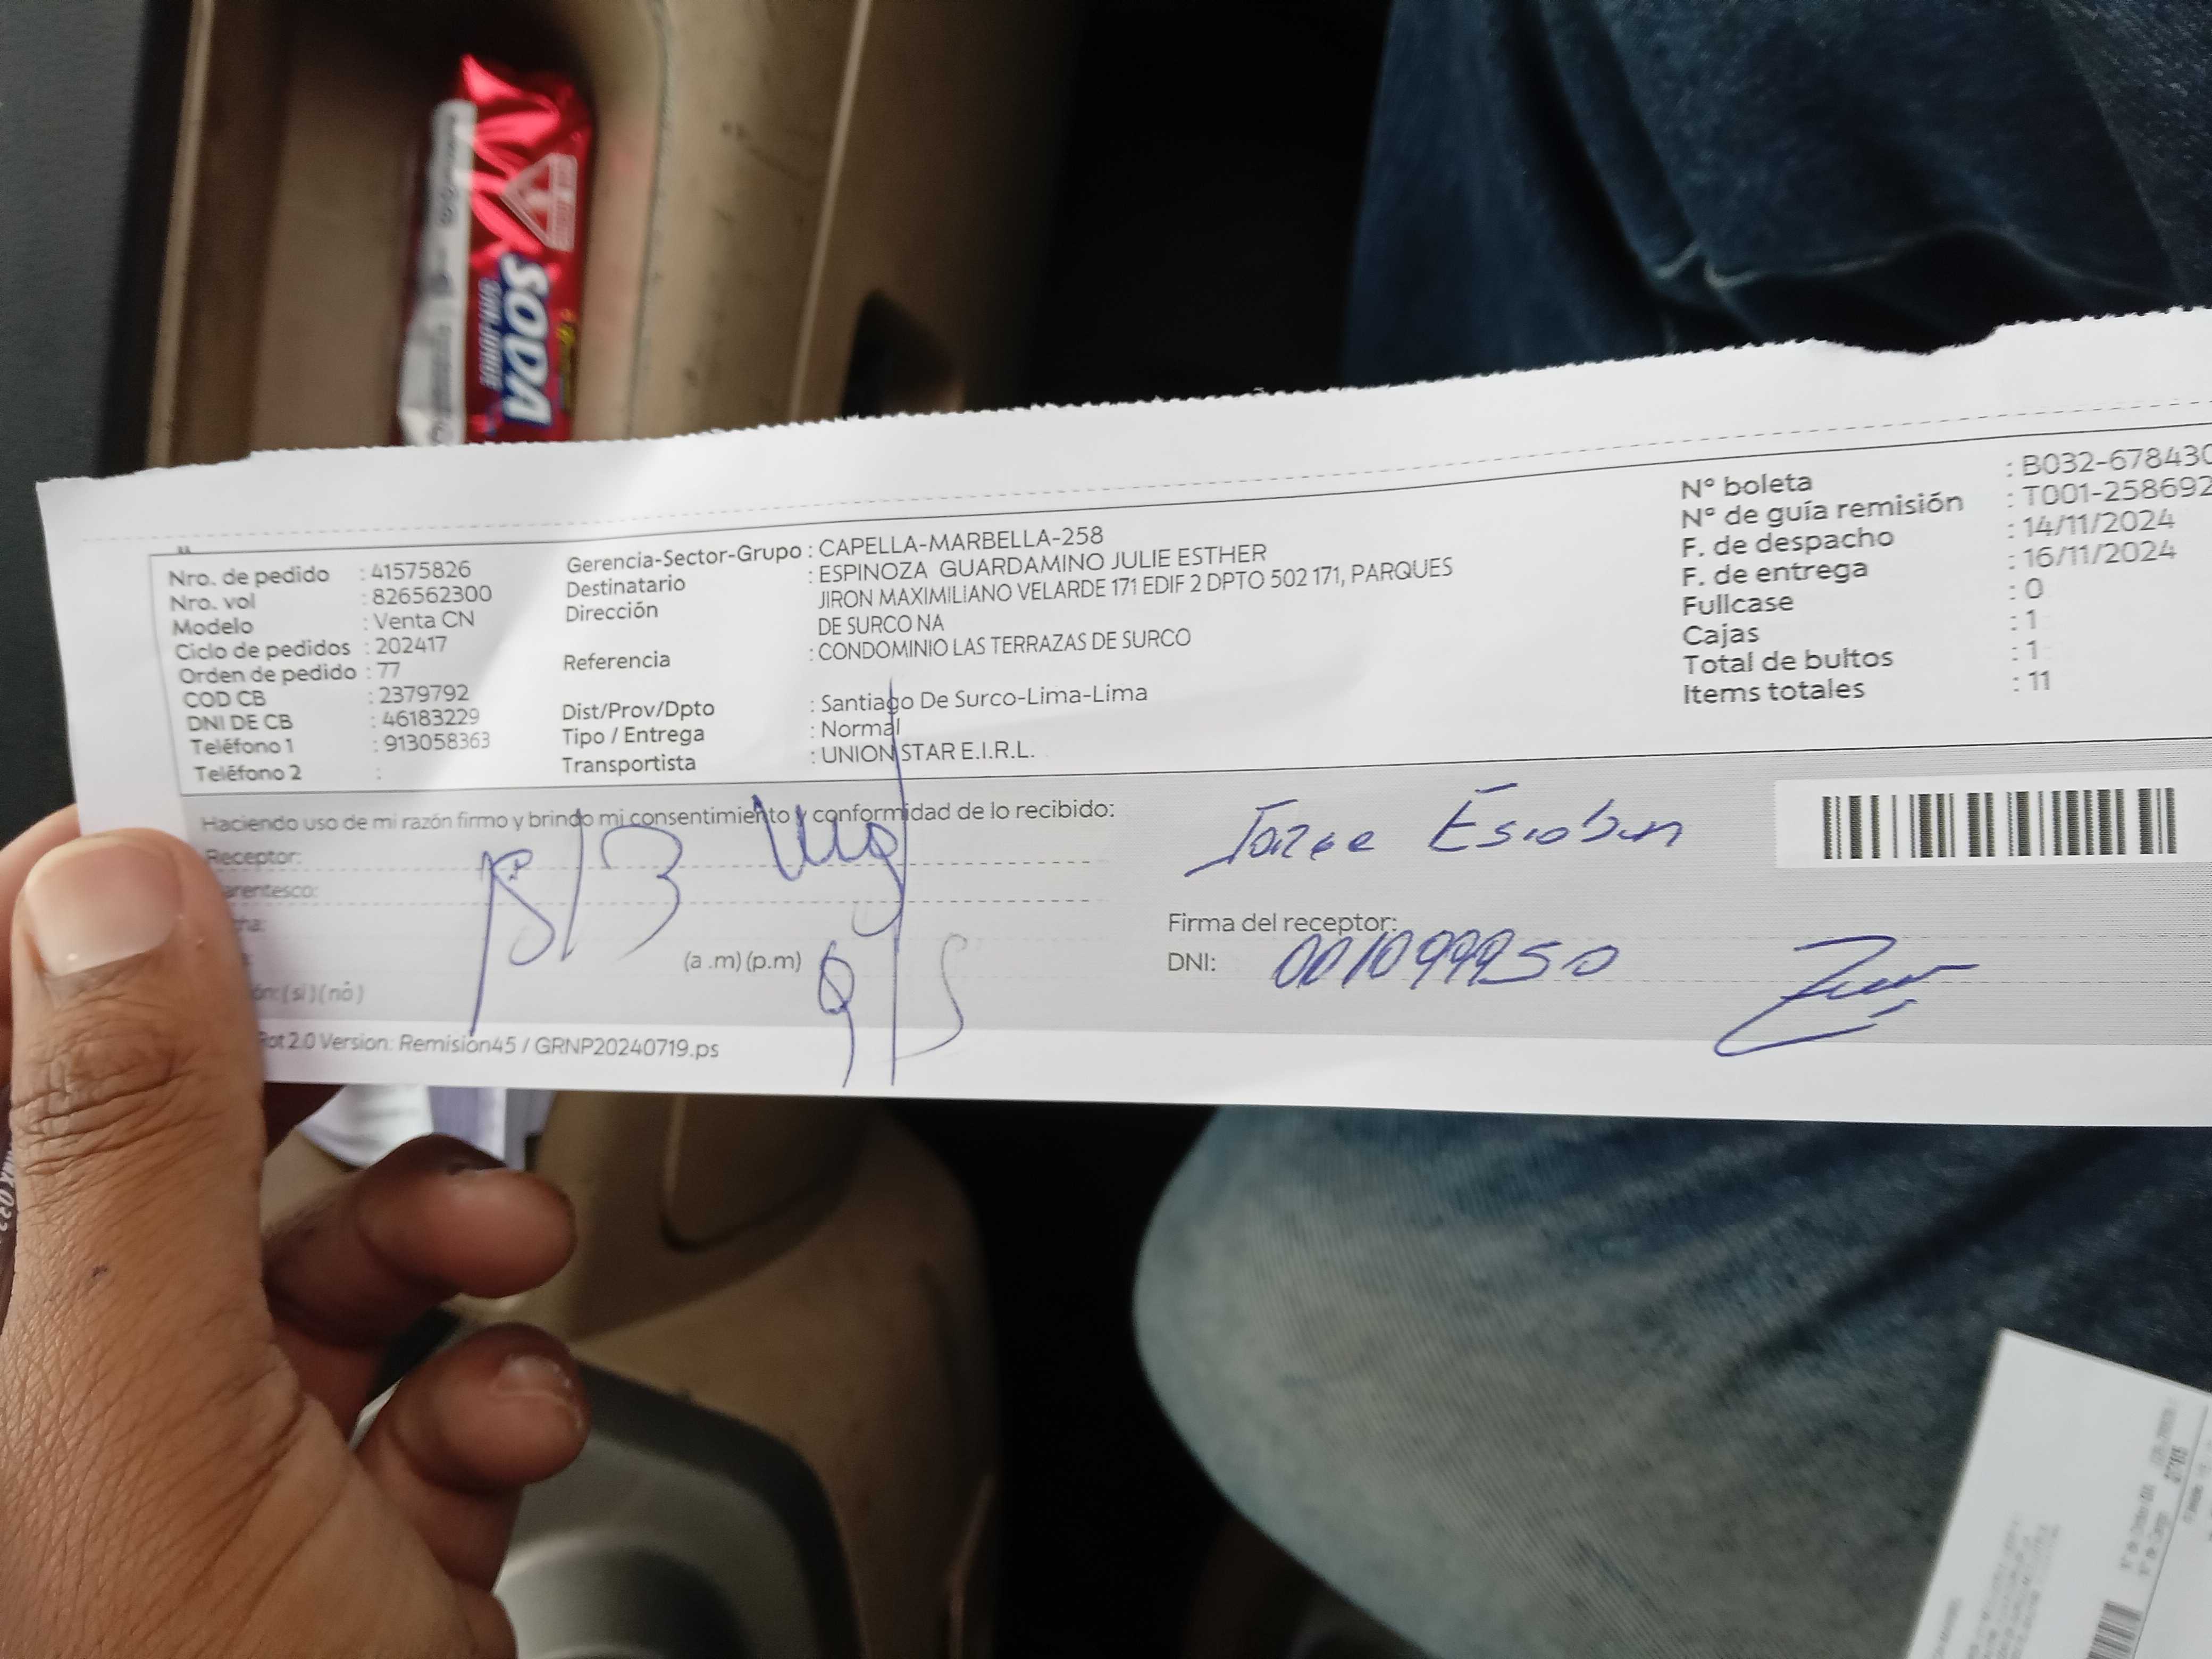 SODA
SAN JORGE
Nro. de pedido : 41575826
Nro. vol : 826562300
Modelo : Venta CN
Ciclo de pedidos : 202417
Orden de pedido : 77
COD CB : 2379792
DNI DE CB : 46183229
Teléfono 1 : 913058363
Teléfono 2 :
Gerencia-Sector-Grupo : CAPELLA-MARBELLA-258
Destinatario : ESPINOZA GUARDAMINO JULIE ESTHER
Dirección JIRON MAXIMILIANO VELARDE 171 EDIF 2 DPTO 502 171, PARQUES
DE SURCO NA
Referencia : CONDOMINIO LAS TERRAZAS DE SURCO
Dist/Prov/Dpto : Santiago De Surco-Lima-Lima
Tipo / Entrega : Normal
Transportista : UNION STAR E.I.R.L.
N° boleta : B032-678430
N° de guía remisión : T001-258692
F. de despacho : 14/11/2024
F. de entrega : 16/11/2024
Fullcase : 0
Cajas : 1
Total de bultos : 1
Items totales : 11
Haciendo uso de mi razón firmo y brindo mi consentimiento y conformidad de lo recibido:
Receptor:
arentesco:
(a .m) (p.m)
(si) (no)
Firma del receptor:
DNI: 001099950
2.0 Version: Remision45 / GRNP20240719.ps